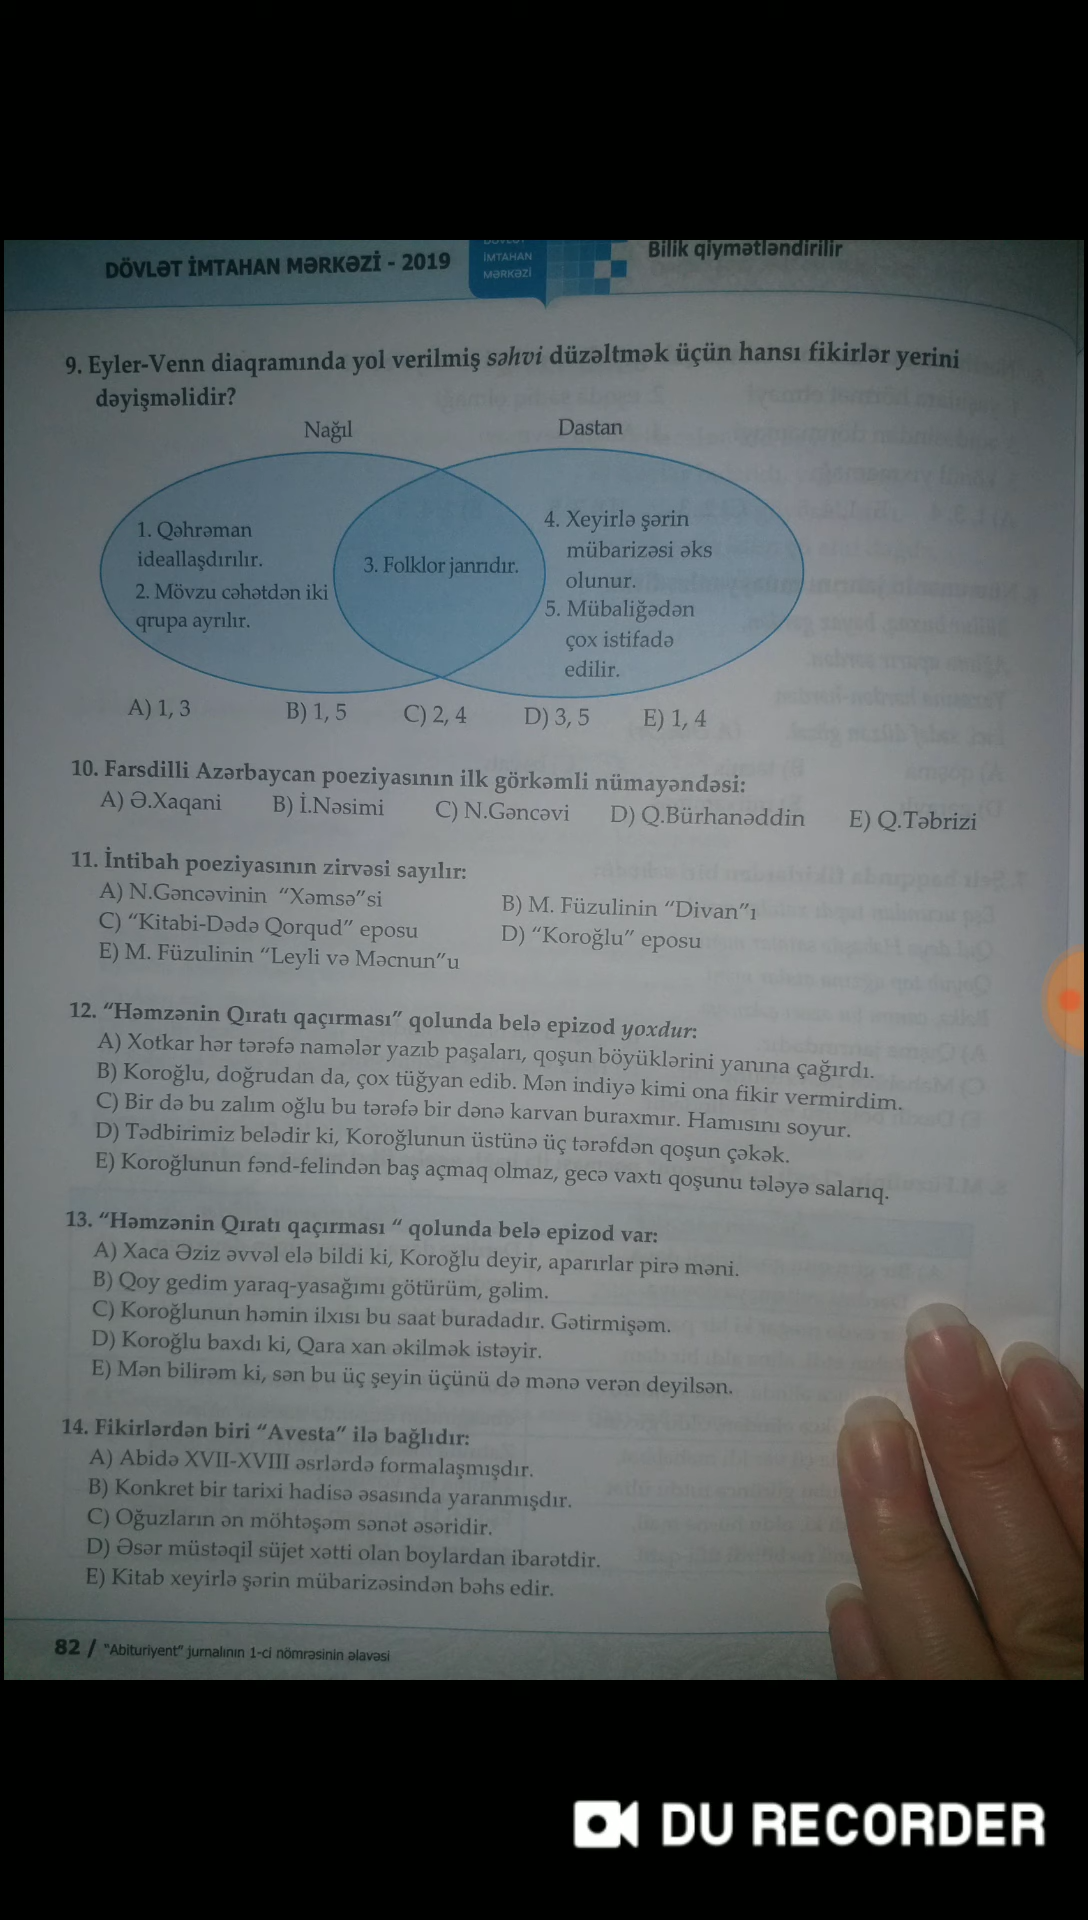 DÖVLƏT İMTAHAN MƏRKƏZİ - 2019
İMTAHAN
MƏRKƏZİ
Bilik qiymətləndirilir
9. Eyler-Venn diaqramında yol verilmiş səhvi düzəltmək üçün hansı fikirlər yerini
dəyişməlidir?
Nağıl
Dastan
1. Qəhrəman
ideallaşdırılır.
2. Mövzu cəhətdən iki
qrupa ayrılır.
3. Folklor janrıdır.
4. Xeyirlə şərin
mübarizəsi əks
olunur.
5. Mübaliğədən
çox istifadə
edilir.
A) 1, 3 B) 1, 5 C) 2, 4 D) 3, 5 E) 1, 4
10. Farsdilli Azərbaycan poeziyasının ilk görkəmli nümayəndəsi:
A) Ə.Xaqani B) İ.Nəsimi C) N.Gəncəvi D) Q.Bürhanəddin E) Q.Təbrizi
11. İntibah poeziyasının zirvəsi sayılır:
A) N.Gəncəvinin “Xəmsə”si B) M. Füzulinin “Divan”ı
C) “Kitabi-Dədə Qorqud” eposu D) “Koroğlu” eposu
E) M. Füzulinin “Leyli və Məcnun”u
12. “Həmzənin Qıratı qaçırması” qolunda belə epizod yoxdur:
A) Xotkar hər tərəfə namələr yazıb paşaları, qoşun böyüklərini yanına çağırdı.
B) Koroğlu, doğrudan da, çox tüğyan edib. Mən indiyə kimi ona fikir vermirdim.
C) Bir də bu zalım oğlu bu tərəfə bir dənə karvan buraxmır. Hamısını soyur.
D) Tədbirimiz belədir ki, Koroğlunun üstünə üç tərəfdən qoşun çəkək.
E) Koroğlunun fənd-felindən baş açmaq olmaz, gecə vaxtı qoşunu tələyə salarıq.
13. “Həmzənin Qıratı qaçırması “ qolunda belə epizod var:
A) Xaca Əziz əvvəl elə bildi ki, Koroğlu deyir, aparırlar pirə məni.
B) Qoy gedim yaraq-yasağımı götürüm, gəlim.
C) Koroğlunun həmin ilxısı bu saat buradadır. Gətirmişəm.
D) Koroğlu baxdı ki, Qara xan əkilmək istəyir.
E) Mən bilirəm ki, sən bu üç şeyin üçünü də mənə verən deyilsən.
14. Fikirlərdən biri “Avesta” ilə bağlıdır:
A) Abidə XVII-XVIII əsrlərdə formalaşmışdır.
B) Konkret bir tarixi hadisə əsasında yaranmışdır.
C) Oğuzların ən möhtəşəm sənət əsəridir.
D) Əsər müstəqil süjet xətti olan boylardan ibarətdir.
E) Kitab xeyirlə şərin mübarizəsindən bəhs edir.
82 / “Abituriyent” jurnalının 1-ci nömrəsinin əlavəsi
DU RECORDER